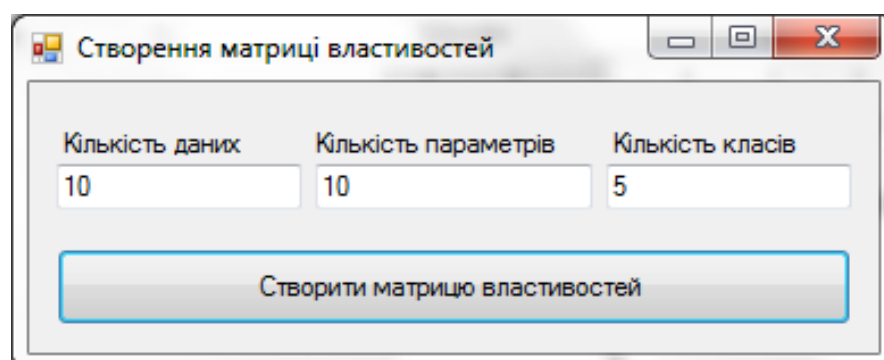 Створення матриці властивостей
Кількість даних Кількість параметрів Кількість класів
10 10 5
Створити матрицю властивостей